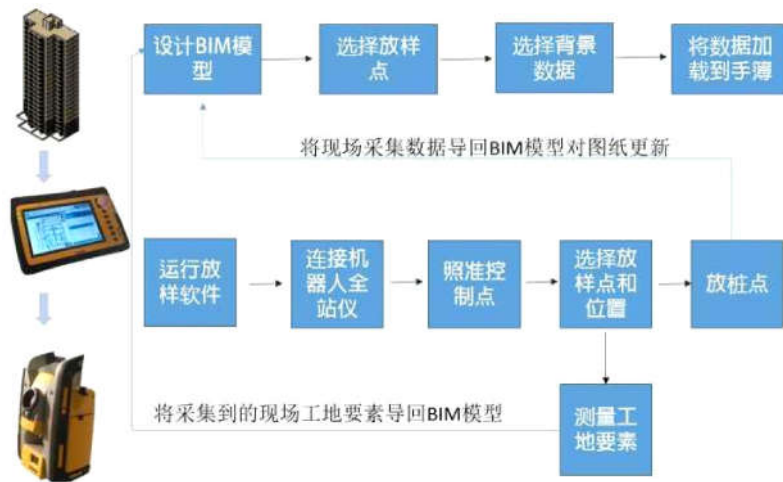 设计BIM模
型
选择放样
点
选择背景
数据
将数据加
载到手薄
将现场采集数据导回BIM模型对图纸更新
运行放
样软件
连接机
器人全
站仪
照准控
制点
选择放
样点和
位置
放桩点
将采集到的现场工地要素导回BIM模型
测量工
地要素